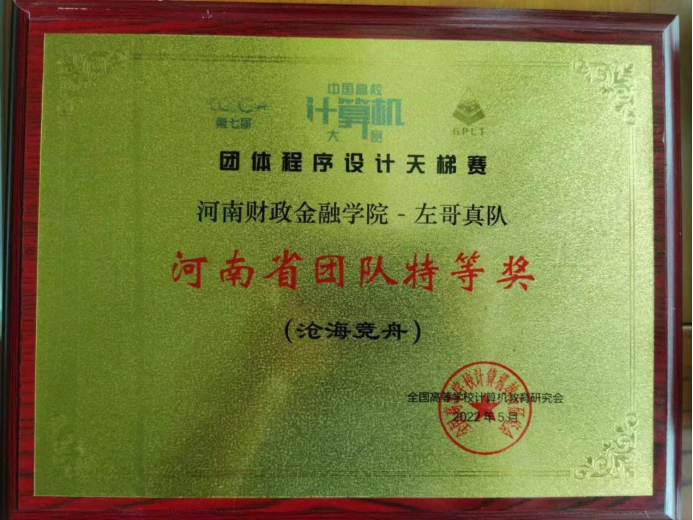 中国高校
计算机
大赛
第七届
GPLT
团体程序设计天梯赛
河南财政金融学院 - 左哥真队
河南省团队特等奖
(沧海竞舟)
全国高等学校计算机教育研究会
2022年5月